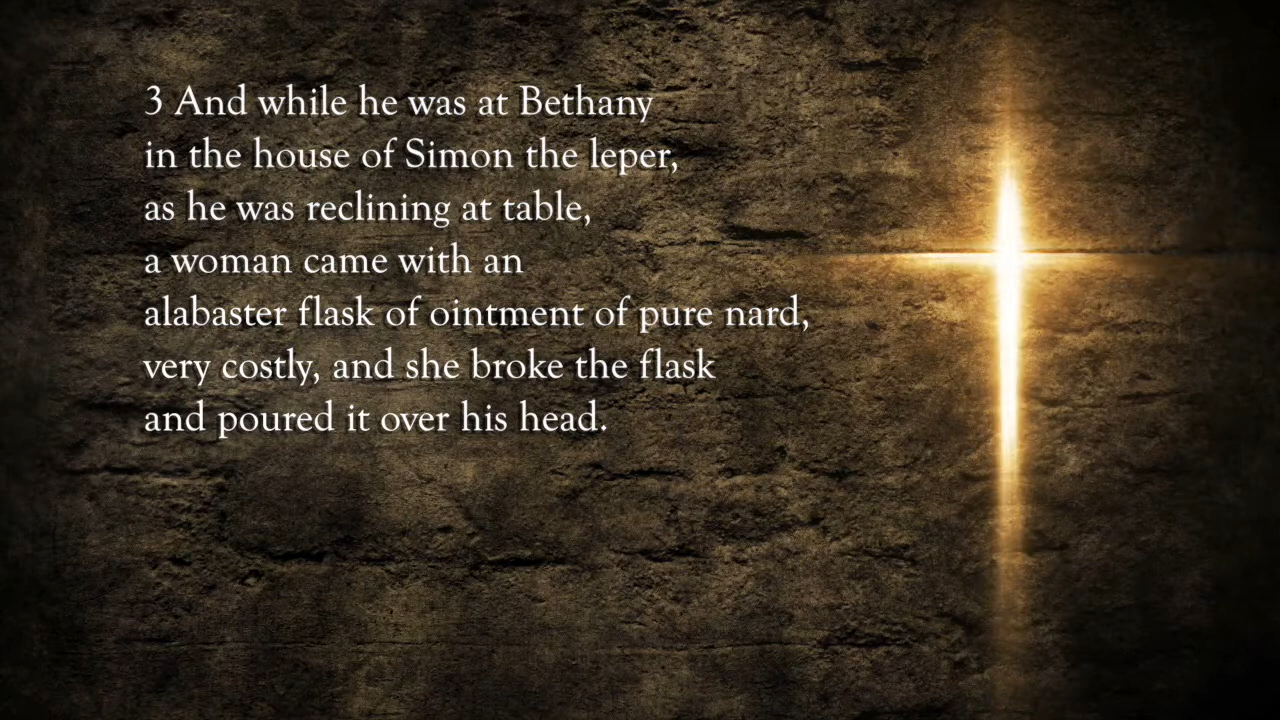 3 And while he was at Bethany
in the house of Simon the leper,
as he was reclining at table,
a woman came with an
alabaster flask of ointment of pure nard,
very costly, and she broke the flask
and poured it over his head.